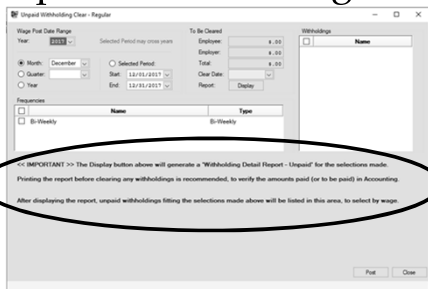 Unpaid Withholding Clear - Regular
Wage Post Date Range
To Be Cleared
Withholdings
Year: 2017
Selected Period may cross years
Employee: 0.00
Name
Employer: 0.00
Month: December
Selected Period:
Total: 0.00
Quarter:
Start: 12/01/2017
Clear Date:
Year
End: 12/31/2017
Report: Display
Frequencies
Name
Type
Bi-Weekly
Bi-Weekly
<< IMPORTANT >> The Display button above will generate a "Withholding Detail Report - Unpaid" for the selections made.
Printing the report before clearing any withholdings is recommended, to verify the amounts paid (or to be paid) in Accounting.
After displaying the report, unpaid withholdings fitting the selections made above will be listed in this area, to select by wage.
Post
Close